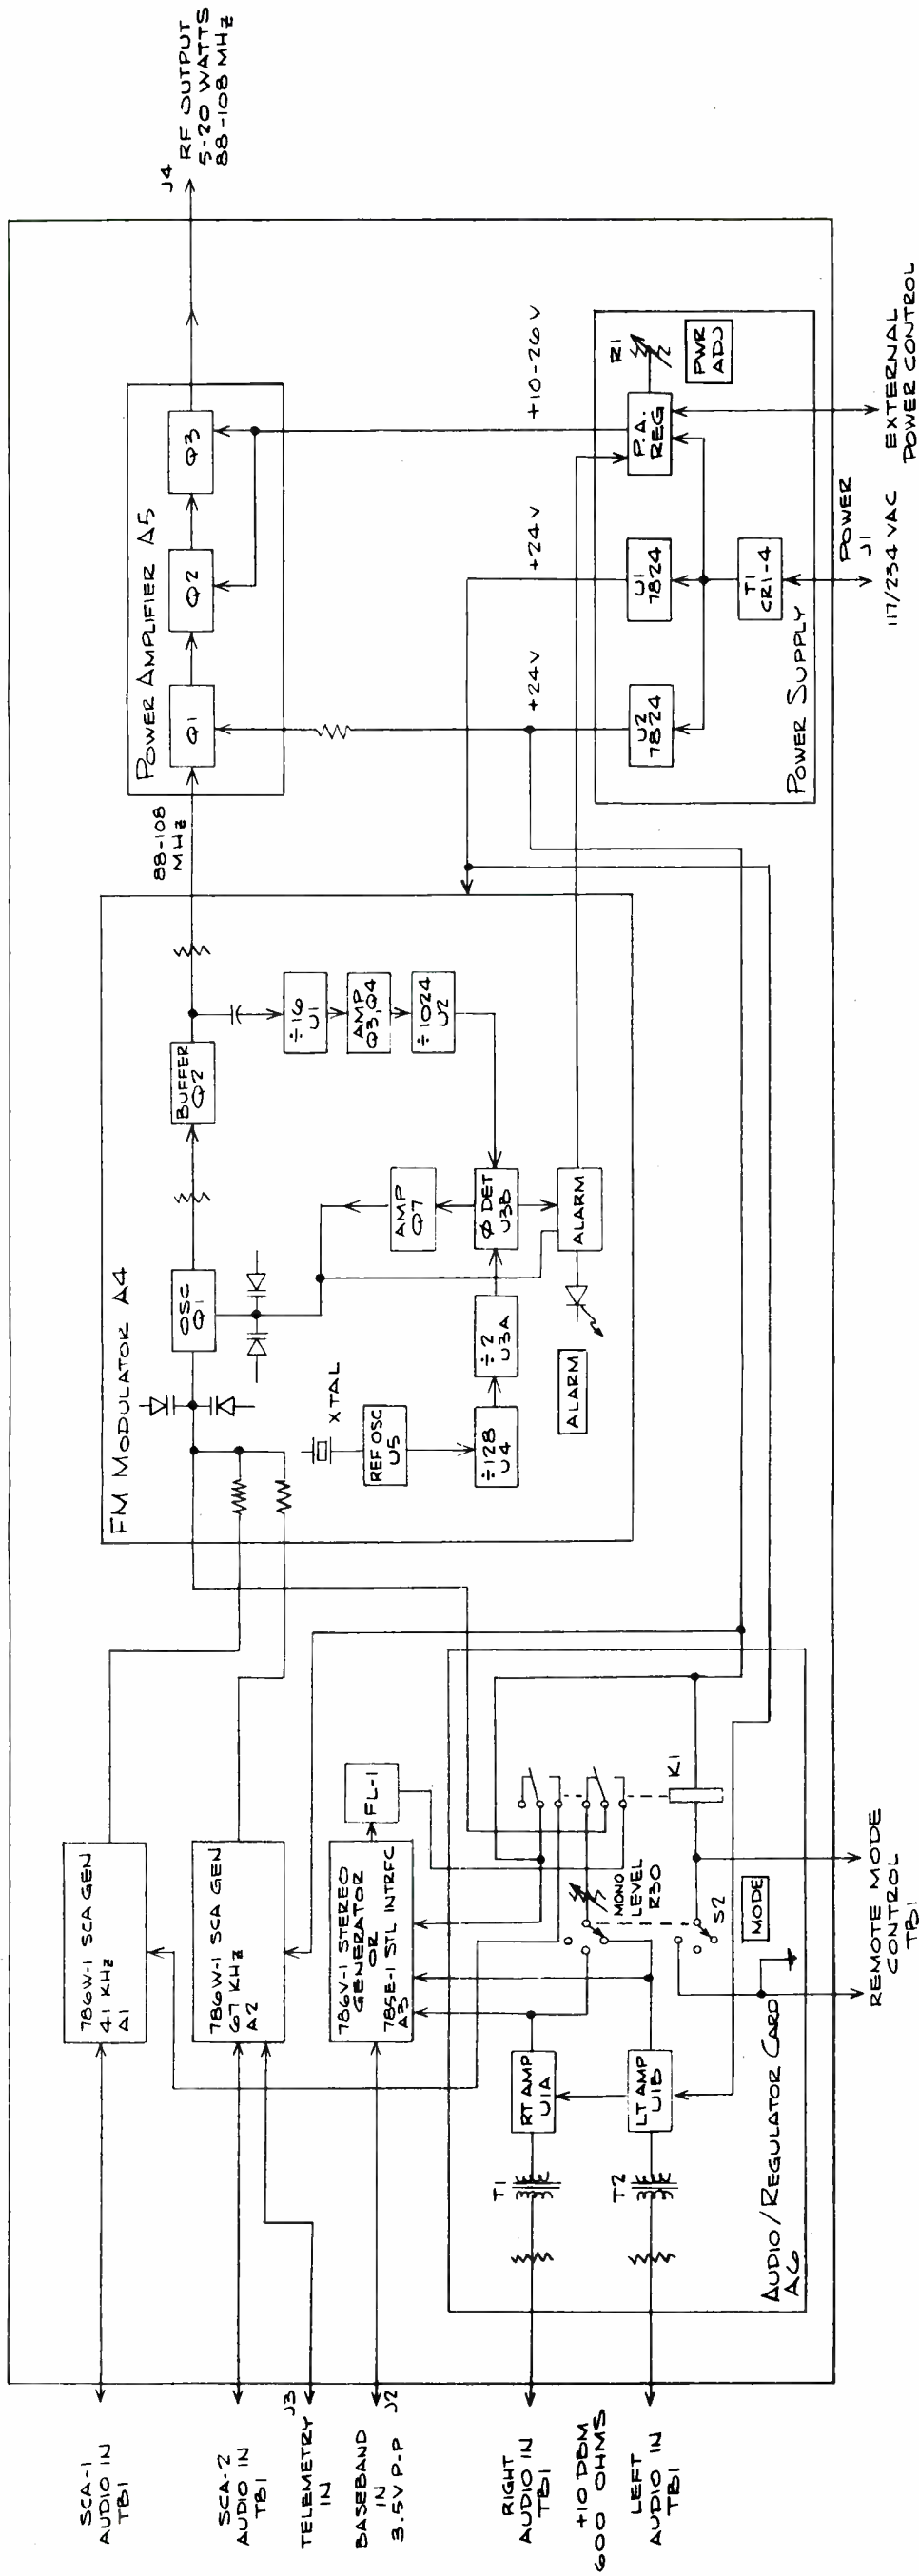 SCA-1
AUDIO IN
TB1
SCA-2
AUDIO IN
TB1
TELEMETRY J3
IN
BASEBAND
IN J2
3.5V P-P
RIGHT
AUDIO IN
TB1
+10 DBM
600 OHMS
LEFT
AUDIO IN
TB1
786W-1 SCA GEN
41 KHz
A1
786W-1 SCA GEN
67 KHz
A2
786V-1 STEREO
GENERATOR
OR
785E-1 STL INTRFC
A3
FL-1
T1
RT AMP
U1A
T2
LT AMP
U1B
MONO
LEVEL
R30
K1
S2
MODE
AUDIO/REGULATOR CARD
A6
REMOTE MODE
CONTROL
TB1
FM MODULATOR A4
OSC
Q1
BUFFER
Q2
÷16
U1
AMP
Q3,Q4
÷1024
U2
XTAL
REF OSC
U5
÷128
U4
÷2
U3A
Ø DET
U3B
AMP
Q7
ALARM
ALARM
88-108
MHz
POWER AMPLIFIER A5
Q1
Q2
Q3
J4
RF OUTPUT
5-20 WATTS
88-108 MHz
+24V
+24V
+10-26V
U2
7824
U1
7824
P.A.
REG
R1
PWR
ADJ
T1
CR1-4
POWER SUPPLY
POWER
J1
117/234 VAC
EXTERNAL
POWER CONTROL